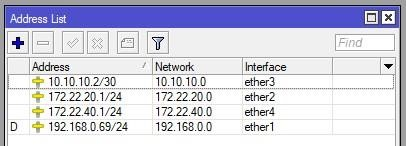 Address List
Find
Address Network Interface
10.10.10.2/30 10.10.10.0 ether3
172.22.20.1/24 172.22.20.0 ether2
172.22.40.1/24 172.22.40.0 ether4
D 192.168.0.69/24 192.168.0.0 ether1